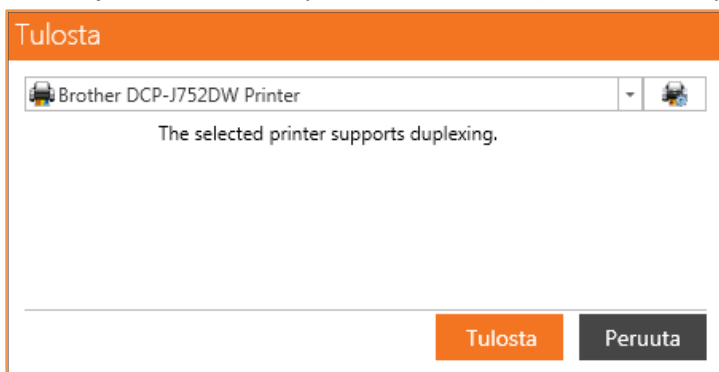 Tulosta
Brother DCP-J752DW Printer
The selected printer supports duplexing.
Tulosta
Peruuta